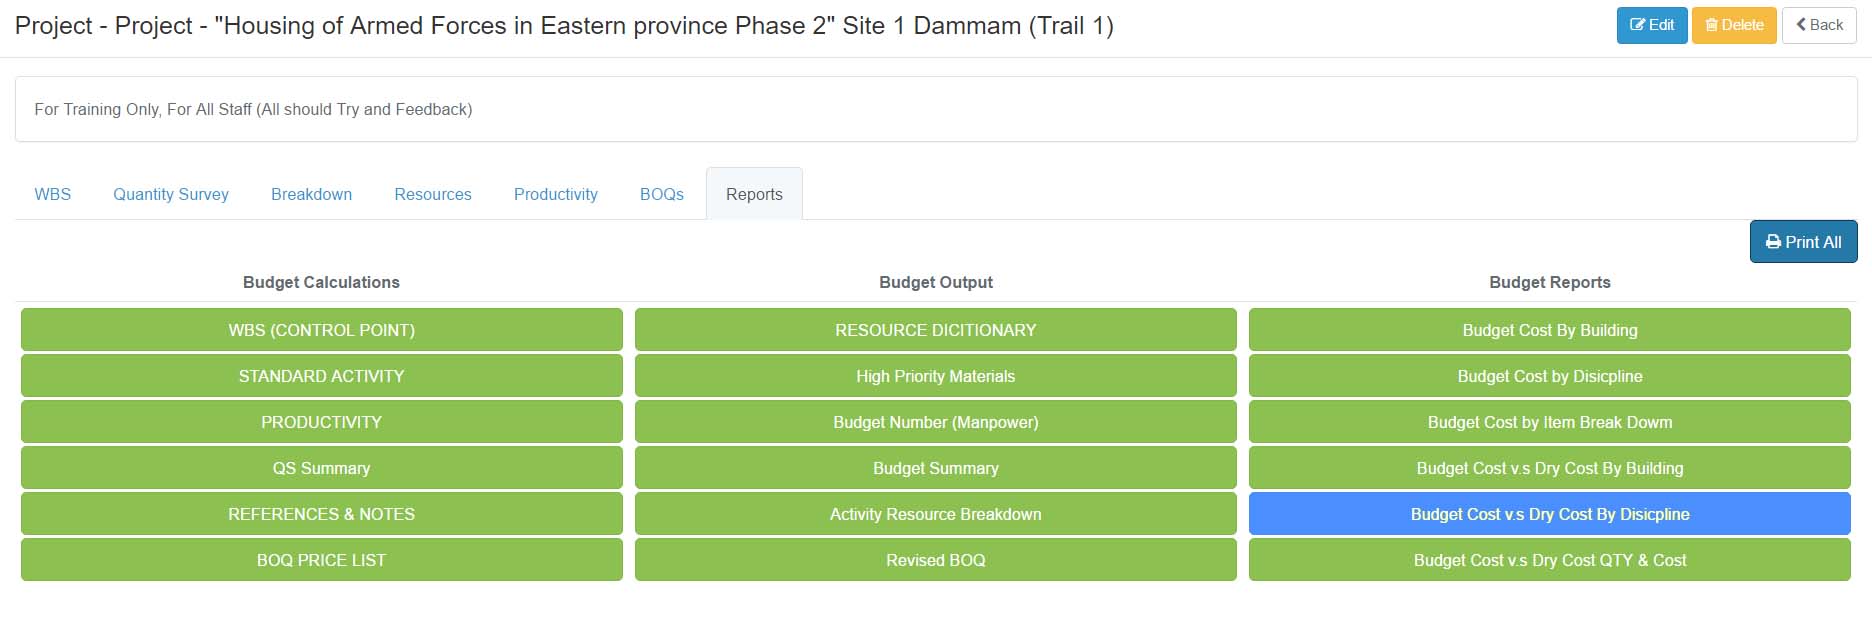 Project - Project - "Housing of Armed Forces in Eastern province Phase 2" Site 1 Dammam (Trail 1)
Edit Delete Back
For Training Only, For All Staff (All should Try and Feedback)
WBS Quantity Survey Breakdown Resources Productivity BOQs Reports
Print All
Budget Calculations Budget Output Budget Reports
WBS (CONTROL POINT) RESOURCE DICITIONARY Budget Cost By Building
STANDARD ACTIVITY High Priority Materials Budget Cost by Disicpline
PRODUCTIVITY Budget Number (Manpower) Budget Cost by Item Break Dowm
QS Summary Budget Summary Budget Cost v.s Dry Cost By Building
REFERENCES & NOTES Activity Resource Breakdown Budget Cost v.s Dry Cost By Disicpline
BOQ PRICE LIST Revised BOQ Budget Cost v.s Dry Cost QTY & Cost